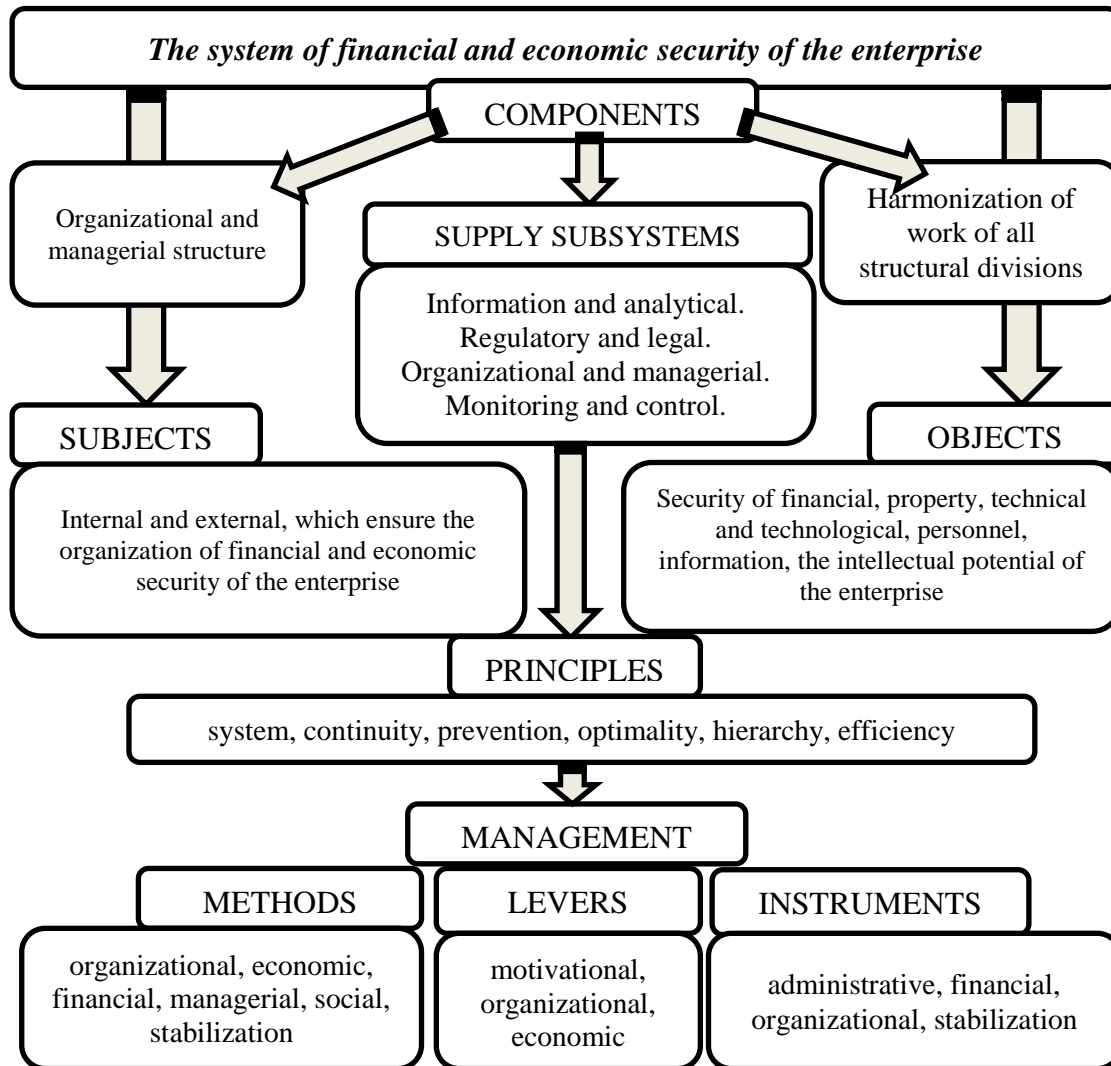 The system of financial and economic security of the enterprise
COMPONENTS
Organizational and
managerial structure
SUPPLY SUBSYSTEMS
Harmonization of
work of all
structural divisions
Information and analytical.
Regulatory and legal.
Organizational and managerial.
Monitoring and control.
SUBJECTS
OBJECTS
Internal and external, which ensure the
organization of financial and economic
security of the enterprise
Security of financial, property, technical
and technological, personnel,
information, the intellectual potential of
the enterprise
PRINCIPLES
system, continuity, prevention, optimality, hierarchy, efficiency
MANAGEMENT
METHODS
LEVERS
INSTRUMENTS
organizational, economic,
financial, managerial, social,
stabilization
motivational,
organizational,
economic
administrative, financial,
organizational, stabilization